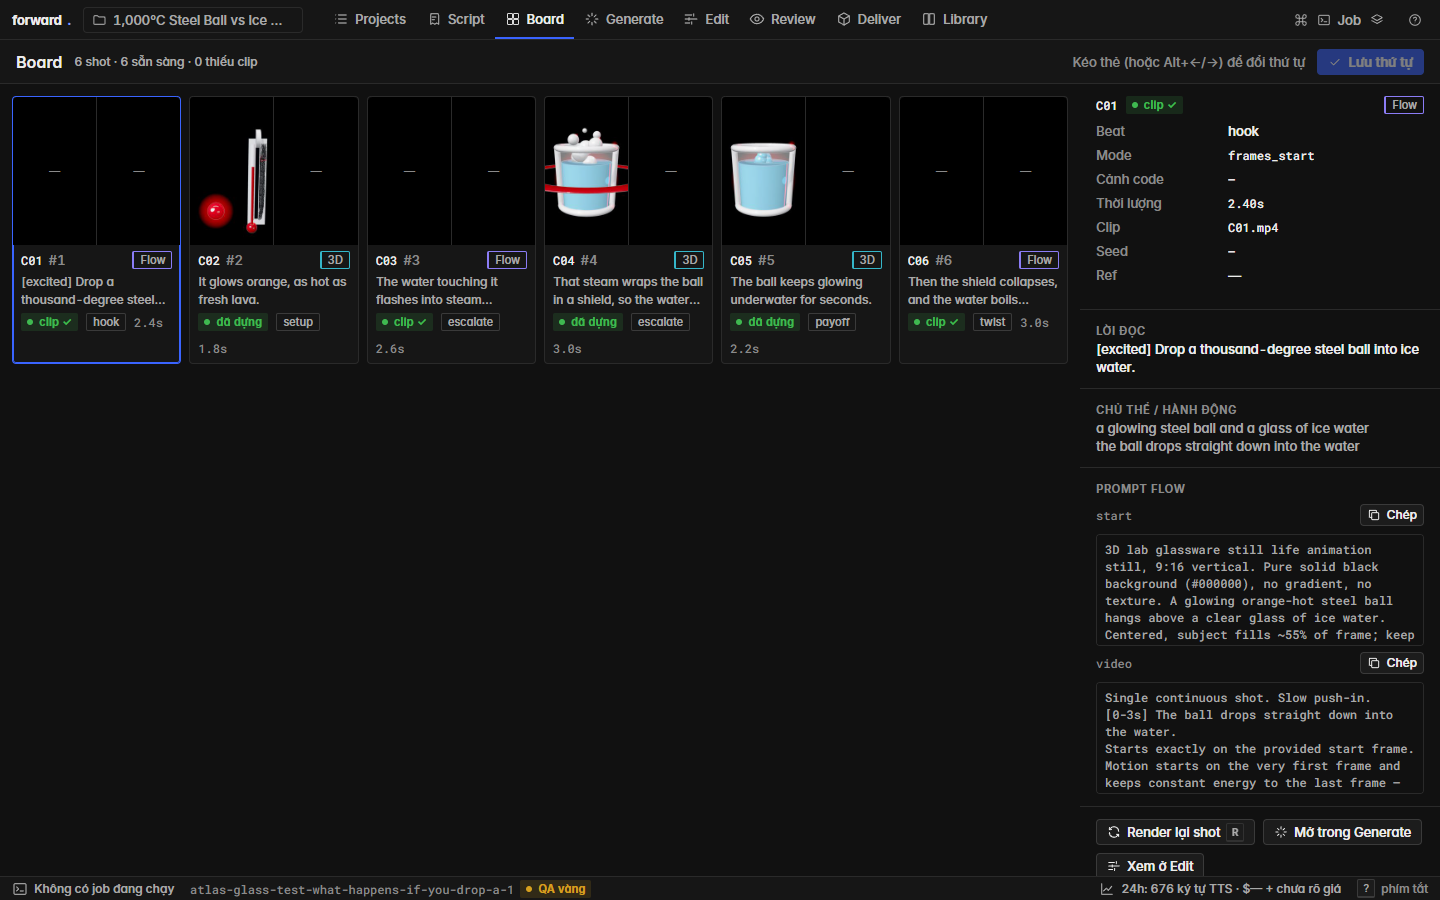 forward .
1,000°C Steel Ball vs Ice ...
Projects
Script
Board
Generate
Edit
Review
Deliver
Library
Job
Board
6 shot · 6 sẵn sàng · 0 thiếu clip
Kéo thẻ (hoặc Alt+←/→) để đổi thứ tự
Lưu thứ tự
C01 #1
Flow
[excited] Drop a
thousand-degree steel...
clip ✓
hook
2.4s
C02 #2
3D
It glows orange, as hot as
fresh lava.
đã dựng
setup
1.8s
C03 #3
Flow
The water touching it
flashes into steam...
clip ✓
escalate
2.6s
C04 #4
3D
That steam wraps the ball
in a shield, so the water...
đã dựng
escalate
3.0s
C05 #5
3D
The ball keeps glowing
underwater for seconds.
đã dựng
payoff
2.2s
C06 #6
Flow
Then the shield collapses,
and the water boils...
clip ✓
twist
3.0s
C01
clip ✓
Flow
Beat
hook
Mode
frames_start
Cảnh code
–
Thời lượng
2.40s
Clip
C01.mp4
Seed
–
Ref
—
LỜI ĐỌC
[excited] Drop a thousand-degree steel ball into ice
water.
CHỦ THỂ / HÀNH ĐỘNG
a glowing steel ball and a glass of ice water
the ball drops straight down into the water
PROMPT FLOW
start
Chép
3D lab glassware still life animation
still, 9:16 vertical. Pure solid black
background (#000000), no gradient, no
texture. A glowing orange-hot steel ball
hangs above a clear glass of ice water.
Centered, subject fills ~55% of frame; keep
video
Chép
Single continuous shot. Slow push-in.
[0-3s] The ball drops straight down into
the water.
Starts exactly on the provided start frame.
Motion starts on the very first frame and
keeps constant energy to the last frame —
Render lại shot R
Mở trong Generate
Xem ở Edit
Không có job đang chạy
atlas-glass-test-what-happens-if-you-drop-a-1
QA vàng
24h: 676 ký tự TTS · $— + chưa rõ giá
? phím tắt